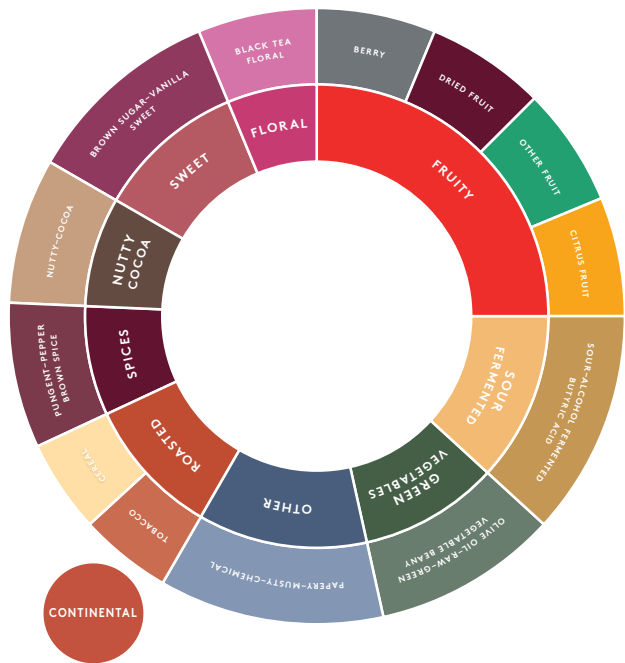 BERRY
DRIED FRUIT
OTHER FRUIT
CITRUS FRUIT
FRUITY
SOUR-ALCOHOL FERMENTED
BUTYRIC ACID
SOUR
FERMENTED
OLIVE OIL-RAW-GREEN
VEGETABLE BEANY
GREEN
VEGETABLES
PAPERY-MUSTY-CHEMICAL
OTHER
TOBACCO
CEREAL
ROASTED
PUNGENT-PEPPER
BROWN SPICE
SPICES
NUTTY-COCOA
NUTTY
COCOA
BROWN SUGAR-VANILLA
SWEET
SWEET
BLACK TEA
FLORAL
FLORAL
CONTINENTAL